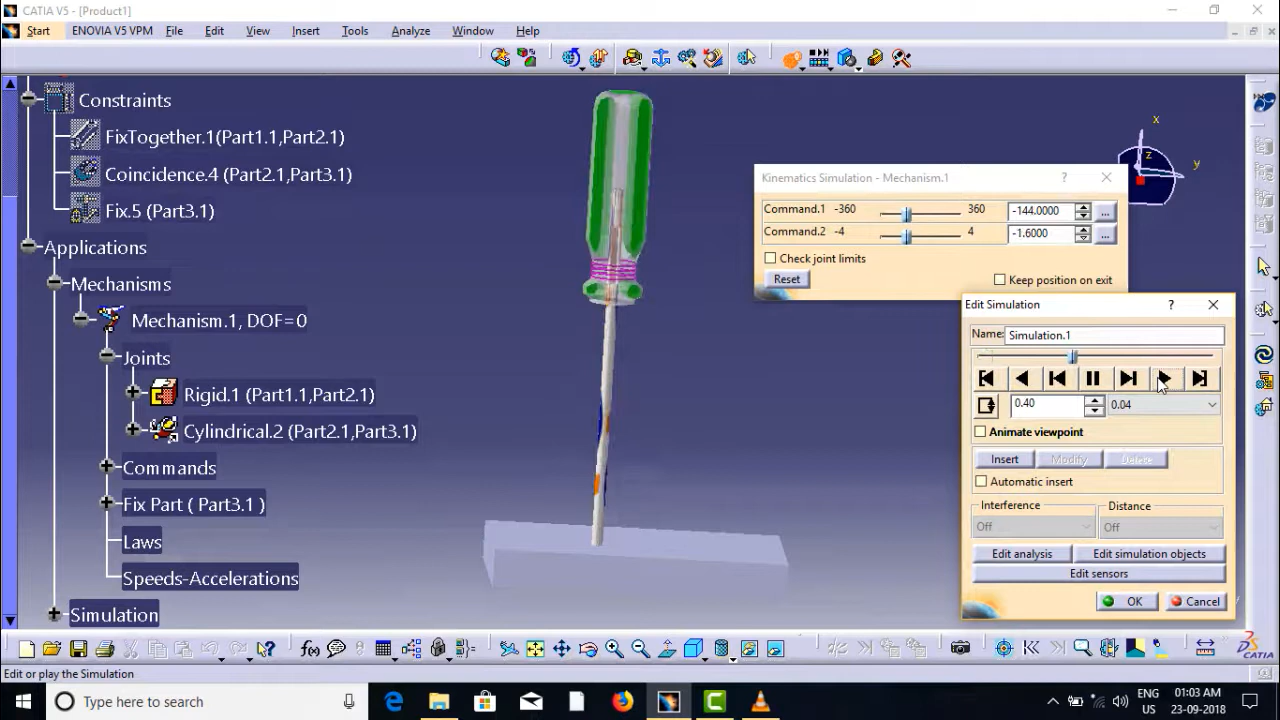 CATIA V5 - [Product1]
Start ENOVIA V5 VPM File Edit View Insert Tools Analyze Window Help
Constraints
FixTogether.1(Part1.1,Part2.1)
Coincidence.4 (Part2.1,Part3.1)
Fix.5 (Part3.1)
Applications
Mechanisms
Mechanism.1, DOF=0
Joints
Rigid.1 (Part1.1,Part2.1)
Cylindrical.2 (Part2.1,Part3.1)
Commands
Fix Part ( Part3.1 )
Laws
Speeds-Accelerations
Simulation
x
y
z
Kinematics Simulation - Mechanism.1 ?
Command.1 -360 360 -144.0000 ...
Command.2 -4 4 -1.6000 ...
Check joint limits
Reset
Keep position on exit
Edit Simulation ?
Name: Simulation.1
0.40 0.04
Animate viewpoint
Insert Modify Delete
Automatic insert
Interference Distance
Off Off
Edit analysis Edit simulation objects
Edit sensors
OK Cancel
f(x)
CATIA
Edit or play the Simulation
Type here to search
ENG
US
01:03 AM
23-09-2018